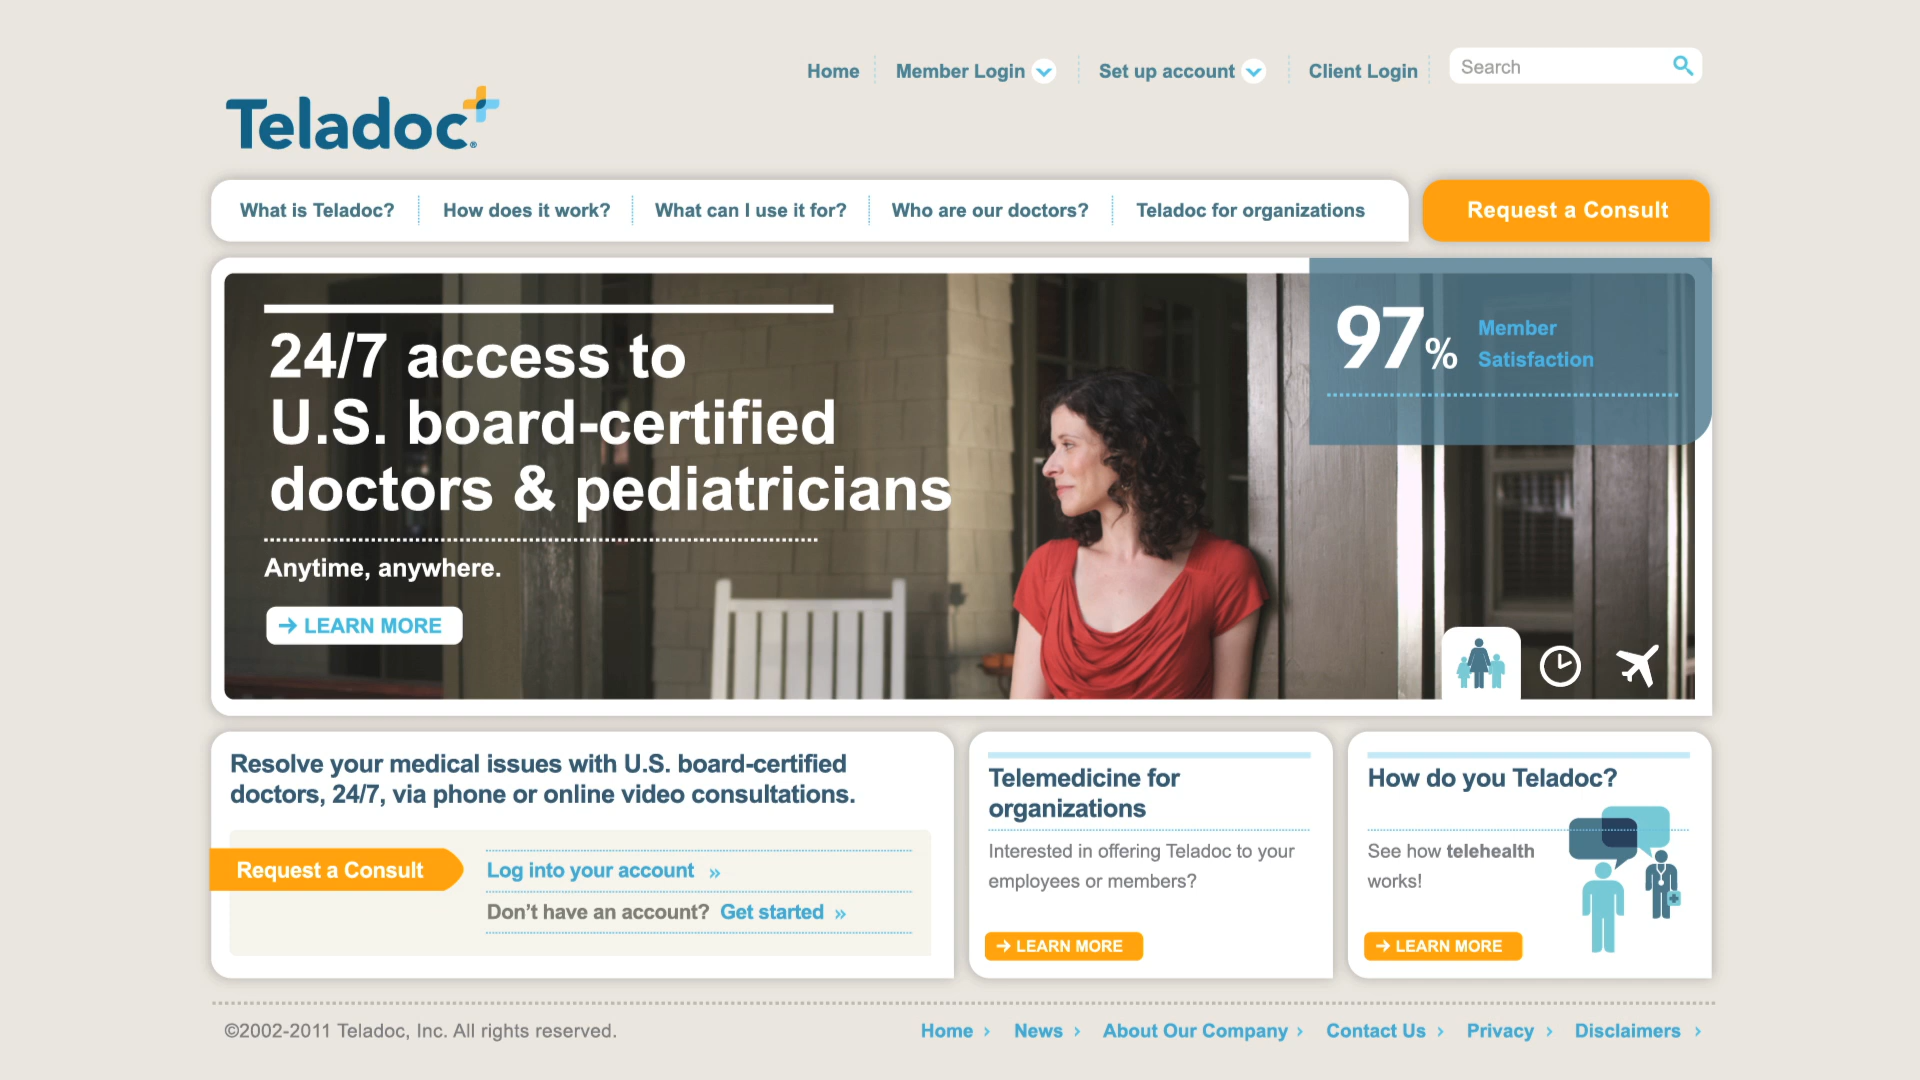 Home
Member Login
Set up account
Client Login
Search
Teladoc®
What is Teladoc?
How does it work?
What can I use it for?
Who are our doctors?
Teladoc for organizations
Request a Consult
24/7 access to
U.S. board-certified
doctors & pediatricians
Anytime, anywhere.
→ LEARN MORE
97%
Member
Satisfaction
Resolve your medical issues with U.S. board-certified
doctors, 24/7, via phone or online video consultations.
Request a Consult
Log into your account »
Don’t have an account? Get started »
Telemedicine for
organizations
Interested in offering Teladoc to your
employees or members?
→ LEARN MORE
How do you Teladoc?
See how telehealth
works!
→ LEARN MORE
©2002-2011 Teladoc, Inc. All rights reserved.
Home ›
News ›
About Our Company ›
Contact Us ›
Privacy ›
Disclaimers ›